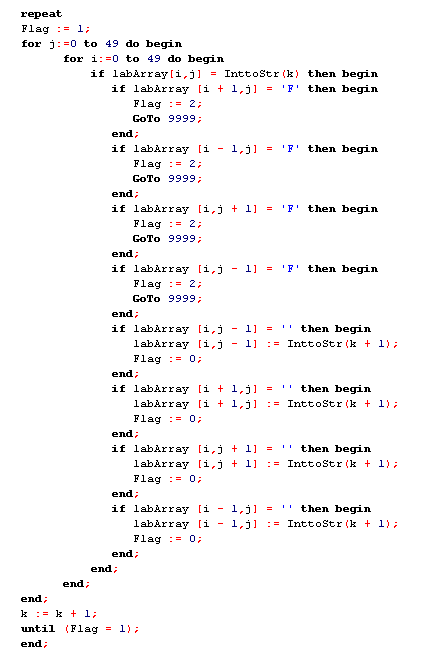 repeat
Flag := 1;
for j:=0 to 49 do begin
for i:=0 to 49 do begin
if labArray[i,j] = InttoStr(k) then begin
if labArray [i + 1,j] = 'F' then begin
Flag := 2;
GoTo 9999;
end;
if labArray [i - 1,j] = 'F' then begin
Flag := 2;
GoTo 9999;
end;
if labArray [i,j + 1] = 'F' then begin
Flag := 2;
GoTo 9999;
end;
if labArray [i,j - 1] = 'F' then begin
Flag := 2;
GoTo 9999;
end;
if labArray [i,j - 1] = '' then begin
labArray [i,j - 1] := InttoStr(k + 1);
Flag := 0;
end;
if labArray [i + 1,j] = '' then begin
labArray [i + 1,j] := InttoStr(k + 1);
Flag := 0;
end;
if labArray [i,j + 1] = '' then begin
labArray [i,j + 1] := InttoStr(k + 1);
Flag := 0;
end;
if labArray [i - 1,j] = '' then begin
labArray [i - 1,j] := InttoStr(k + 1);
Flag := 0;
end;
end;
end;
end;
k := k + 1;
until (Flag = 1);
end;